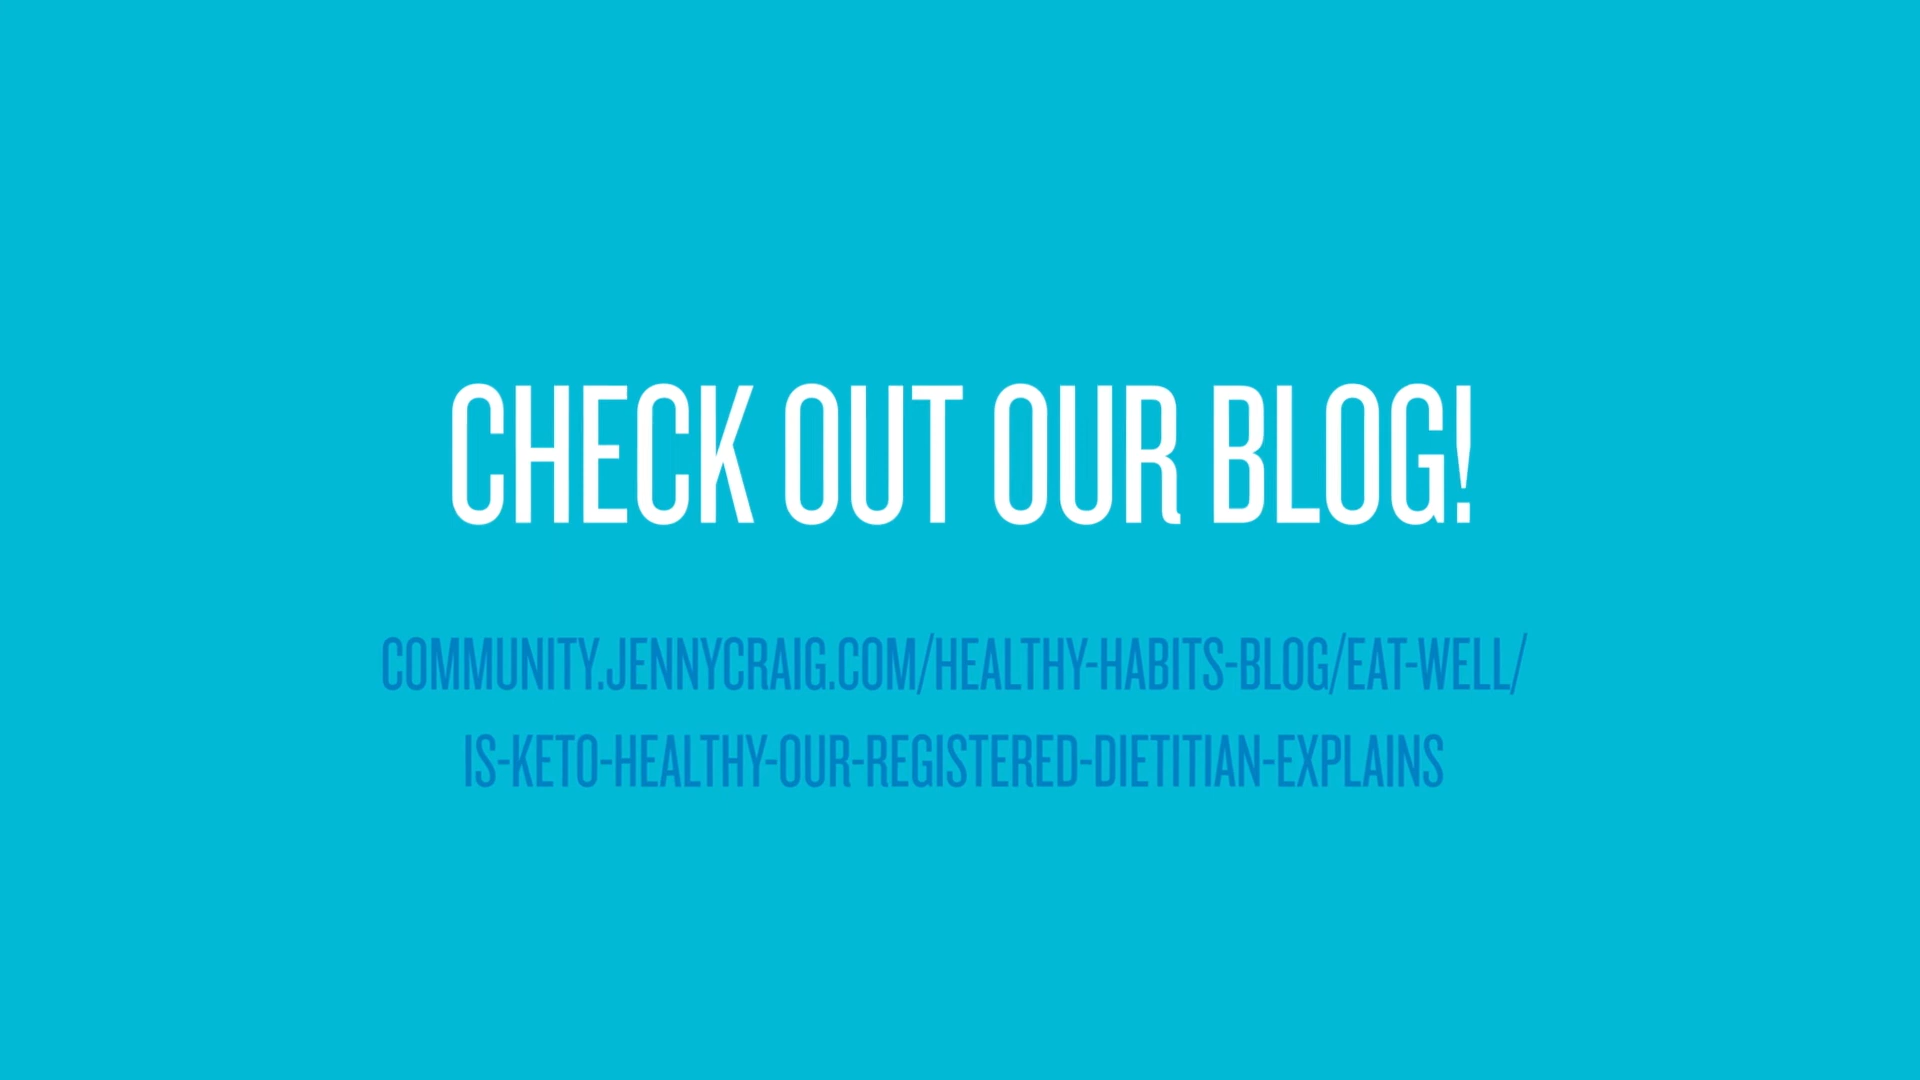 CHECK OUT OUR BLOG!
COMMUNITY.JENNYCRAIG.COM/HEALTHY-HABITS-BLOG/EAT-WELL/
IS-KETO-HEALTHY-OUR-REGISTERED-DIETITIAN-EXPLAINS